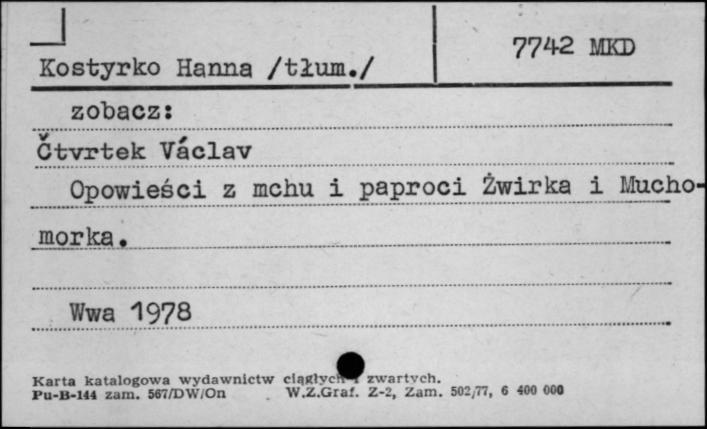 7742 MKD
Kostyrko Hanna /tłum./
zobacz:
Čtvrtek Václav
Opowieści z mchu i paproci Żwirka i Mucho-
morka.
Wwa 1978
Karta katalogowa wydawnictw ciągłych i zwartych.
Pu-B-144 zam. 567/DW/On W.Z.Graf. Z-2, Zam. 502/77, 6 400 000